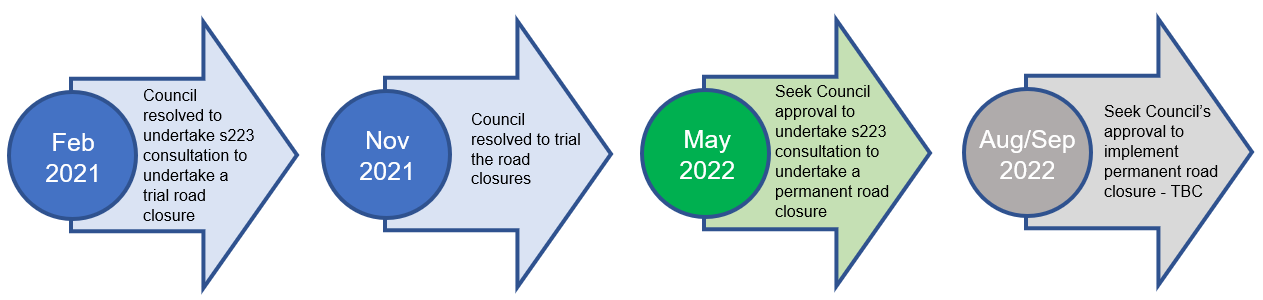 Feb
2021
Council
resolved to
undertake s223
consultation to
undertake a
trial road
closure
Nov
2021
Council
resolved to trial
the road
closures
May
2022
Seek Council
approval to
undertake s223
consultation to
undertake a
permanent road
closure
Aug/Sep
2022
Seek Council’s
approval to
implement
permanent road
closure - TBC